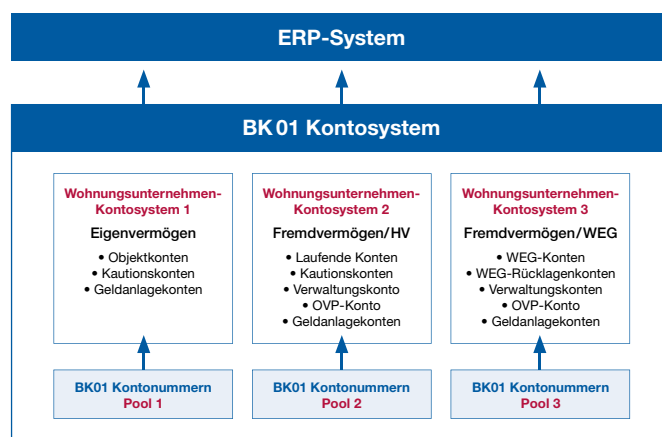 ERP-System
BK 01 Kontosystem
Wohnungsunternehmen-
Kontosystem 1
Eigenvermögen
• Objektkonten
• Kautionskonten
• Geldanlagekonten
Wohnungsunternehmen-
Kontosystem 2
Fremdvermögen/HV
• Laufende Konten
• Kautionskonten
• Verwaltungskonto
• OVP-Konto
• Geldanlagekonten
Wohnungsunternehmen-
Kontosystem 3
Fremdvermögen/WEG
• WEG-Konten
• WEG-Rücklagenkonten
• Verwaltungskonten
• OVP-Konto
• Geldanlagekonten
BK01 Kontonummern
Pool 1
BK01 Kontonummern
Pool 2
BK01 Kontonummern
Pool 3